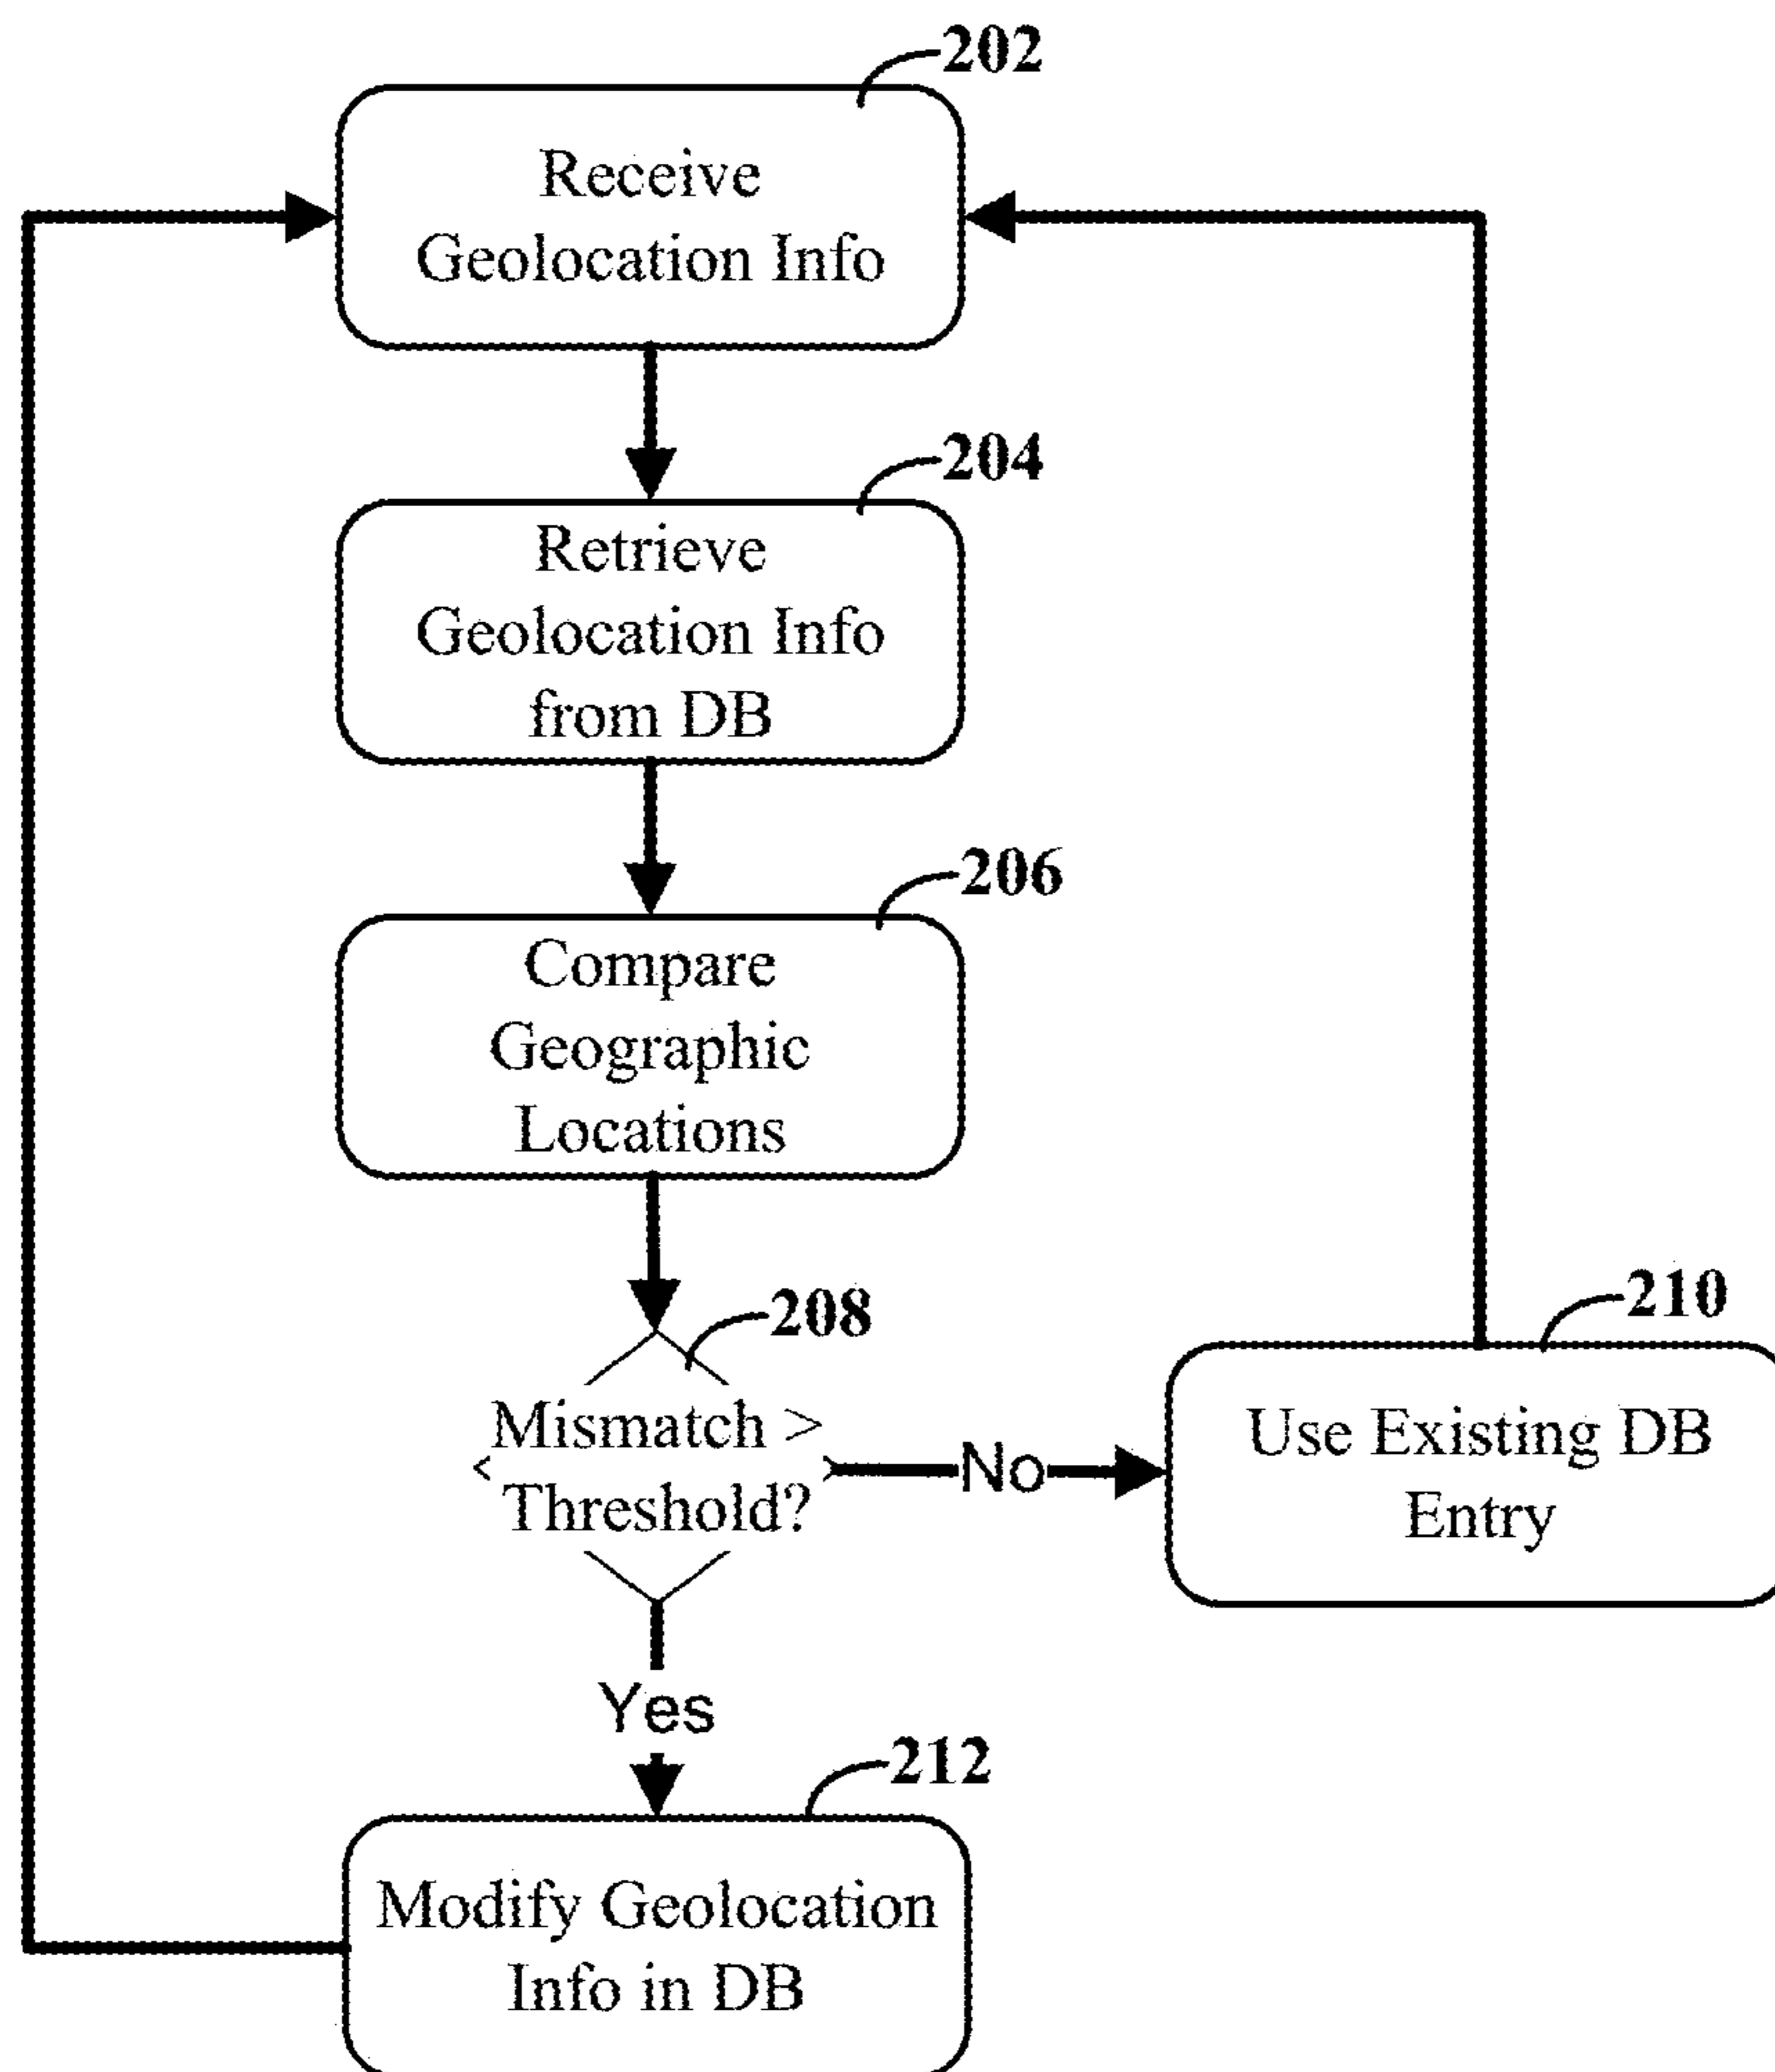 202
Receive
Geolocation Info
204
Retrieve
Geolocation Info
from DB
206
Compare
Geographic
Locations
208
Mismatch >
Threshold?
No
210
Use Existing DB
Entry
Yes
212
Modify Geolocation
Info in DB